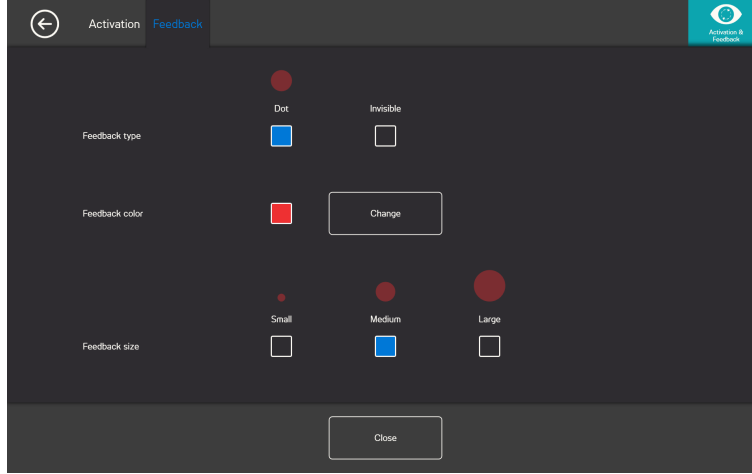 Activation
Feedback
Activation &
Feedback
Dot
Invisible
Feedback type
Feedback color
Change
Small
Medium
Large
Feedback size
Close